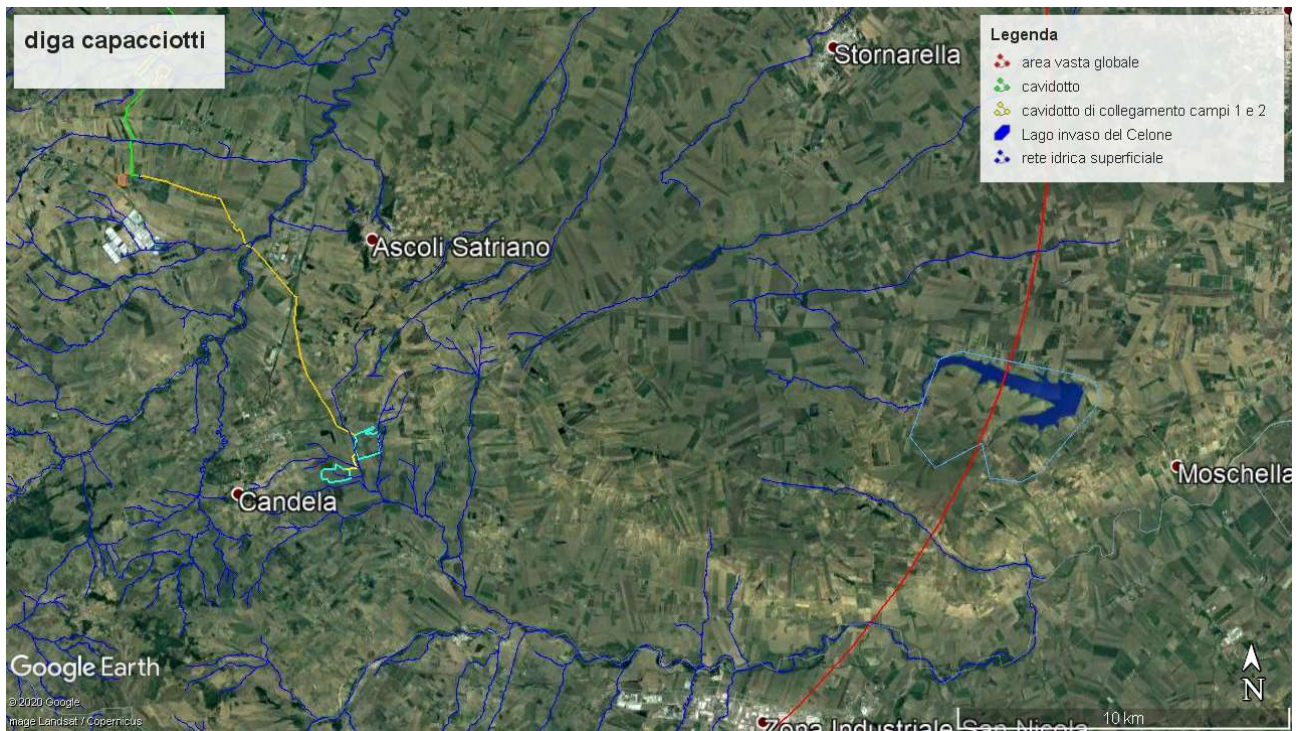 diga capacciotti
Legenda
area vasta globale
cavidotto
cavidotto di collegamento campi 1 e 2
Lago invaso del Celone
rete idrica superficiale
Stornarella
Ascoli Satriano
Candela
Moschella
Zona Industriale San Nicola
Google Earth
© 2020 Google
mage Landsat / Copernicus
N
10 km